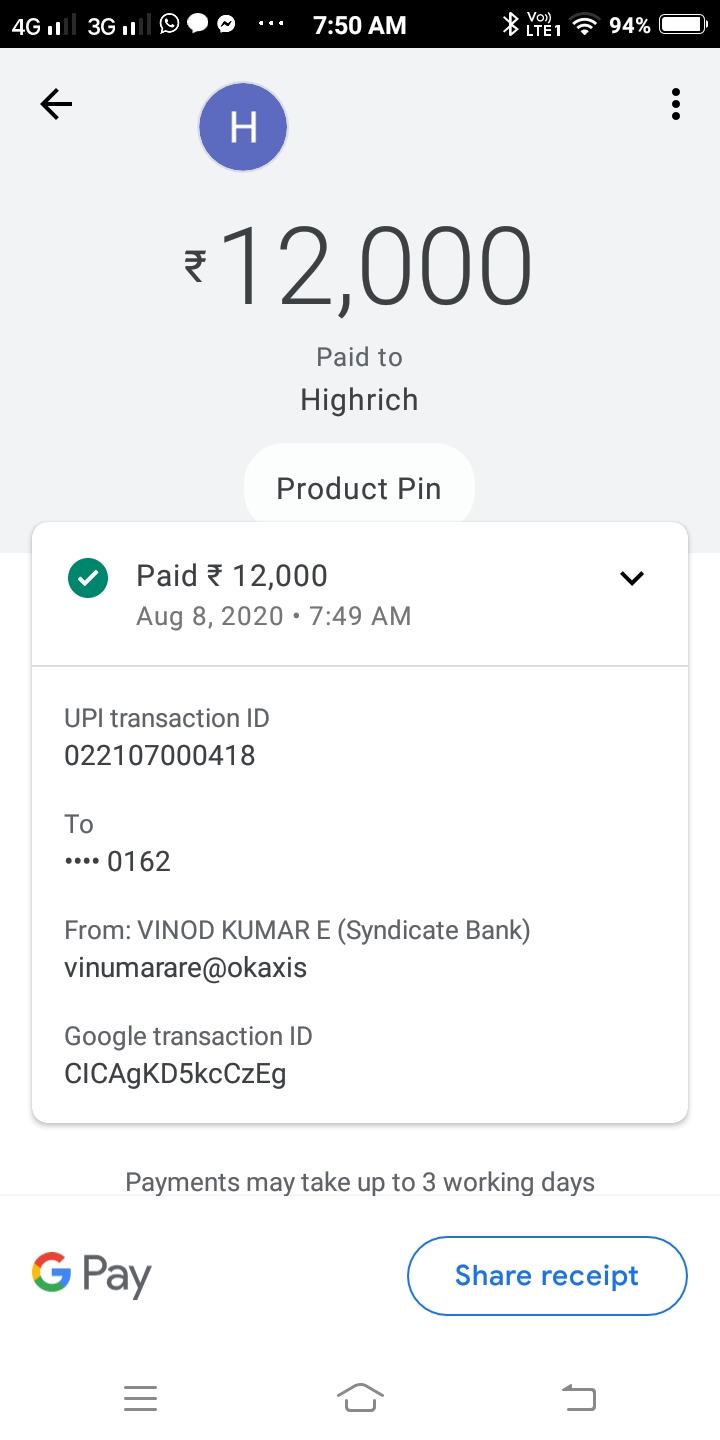 4G 3G 7:50 AM Vo)) LTE1 94%
H
₹12,000
Paid to
Highrich
Product Pin
Paid ₹ 12,000
Aug 8, 2020 • 7:49 AM
UPI transaction ID
022107000418
To
•••• 0162
From: VINOD KUMAR E (Syndicate Bank)
vinumarare@okaxis
Google transaction ID
CICAgKD5kcCzEg
Payments may take up to 3 working days
G Pay
Share receipt